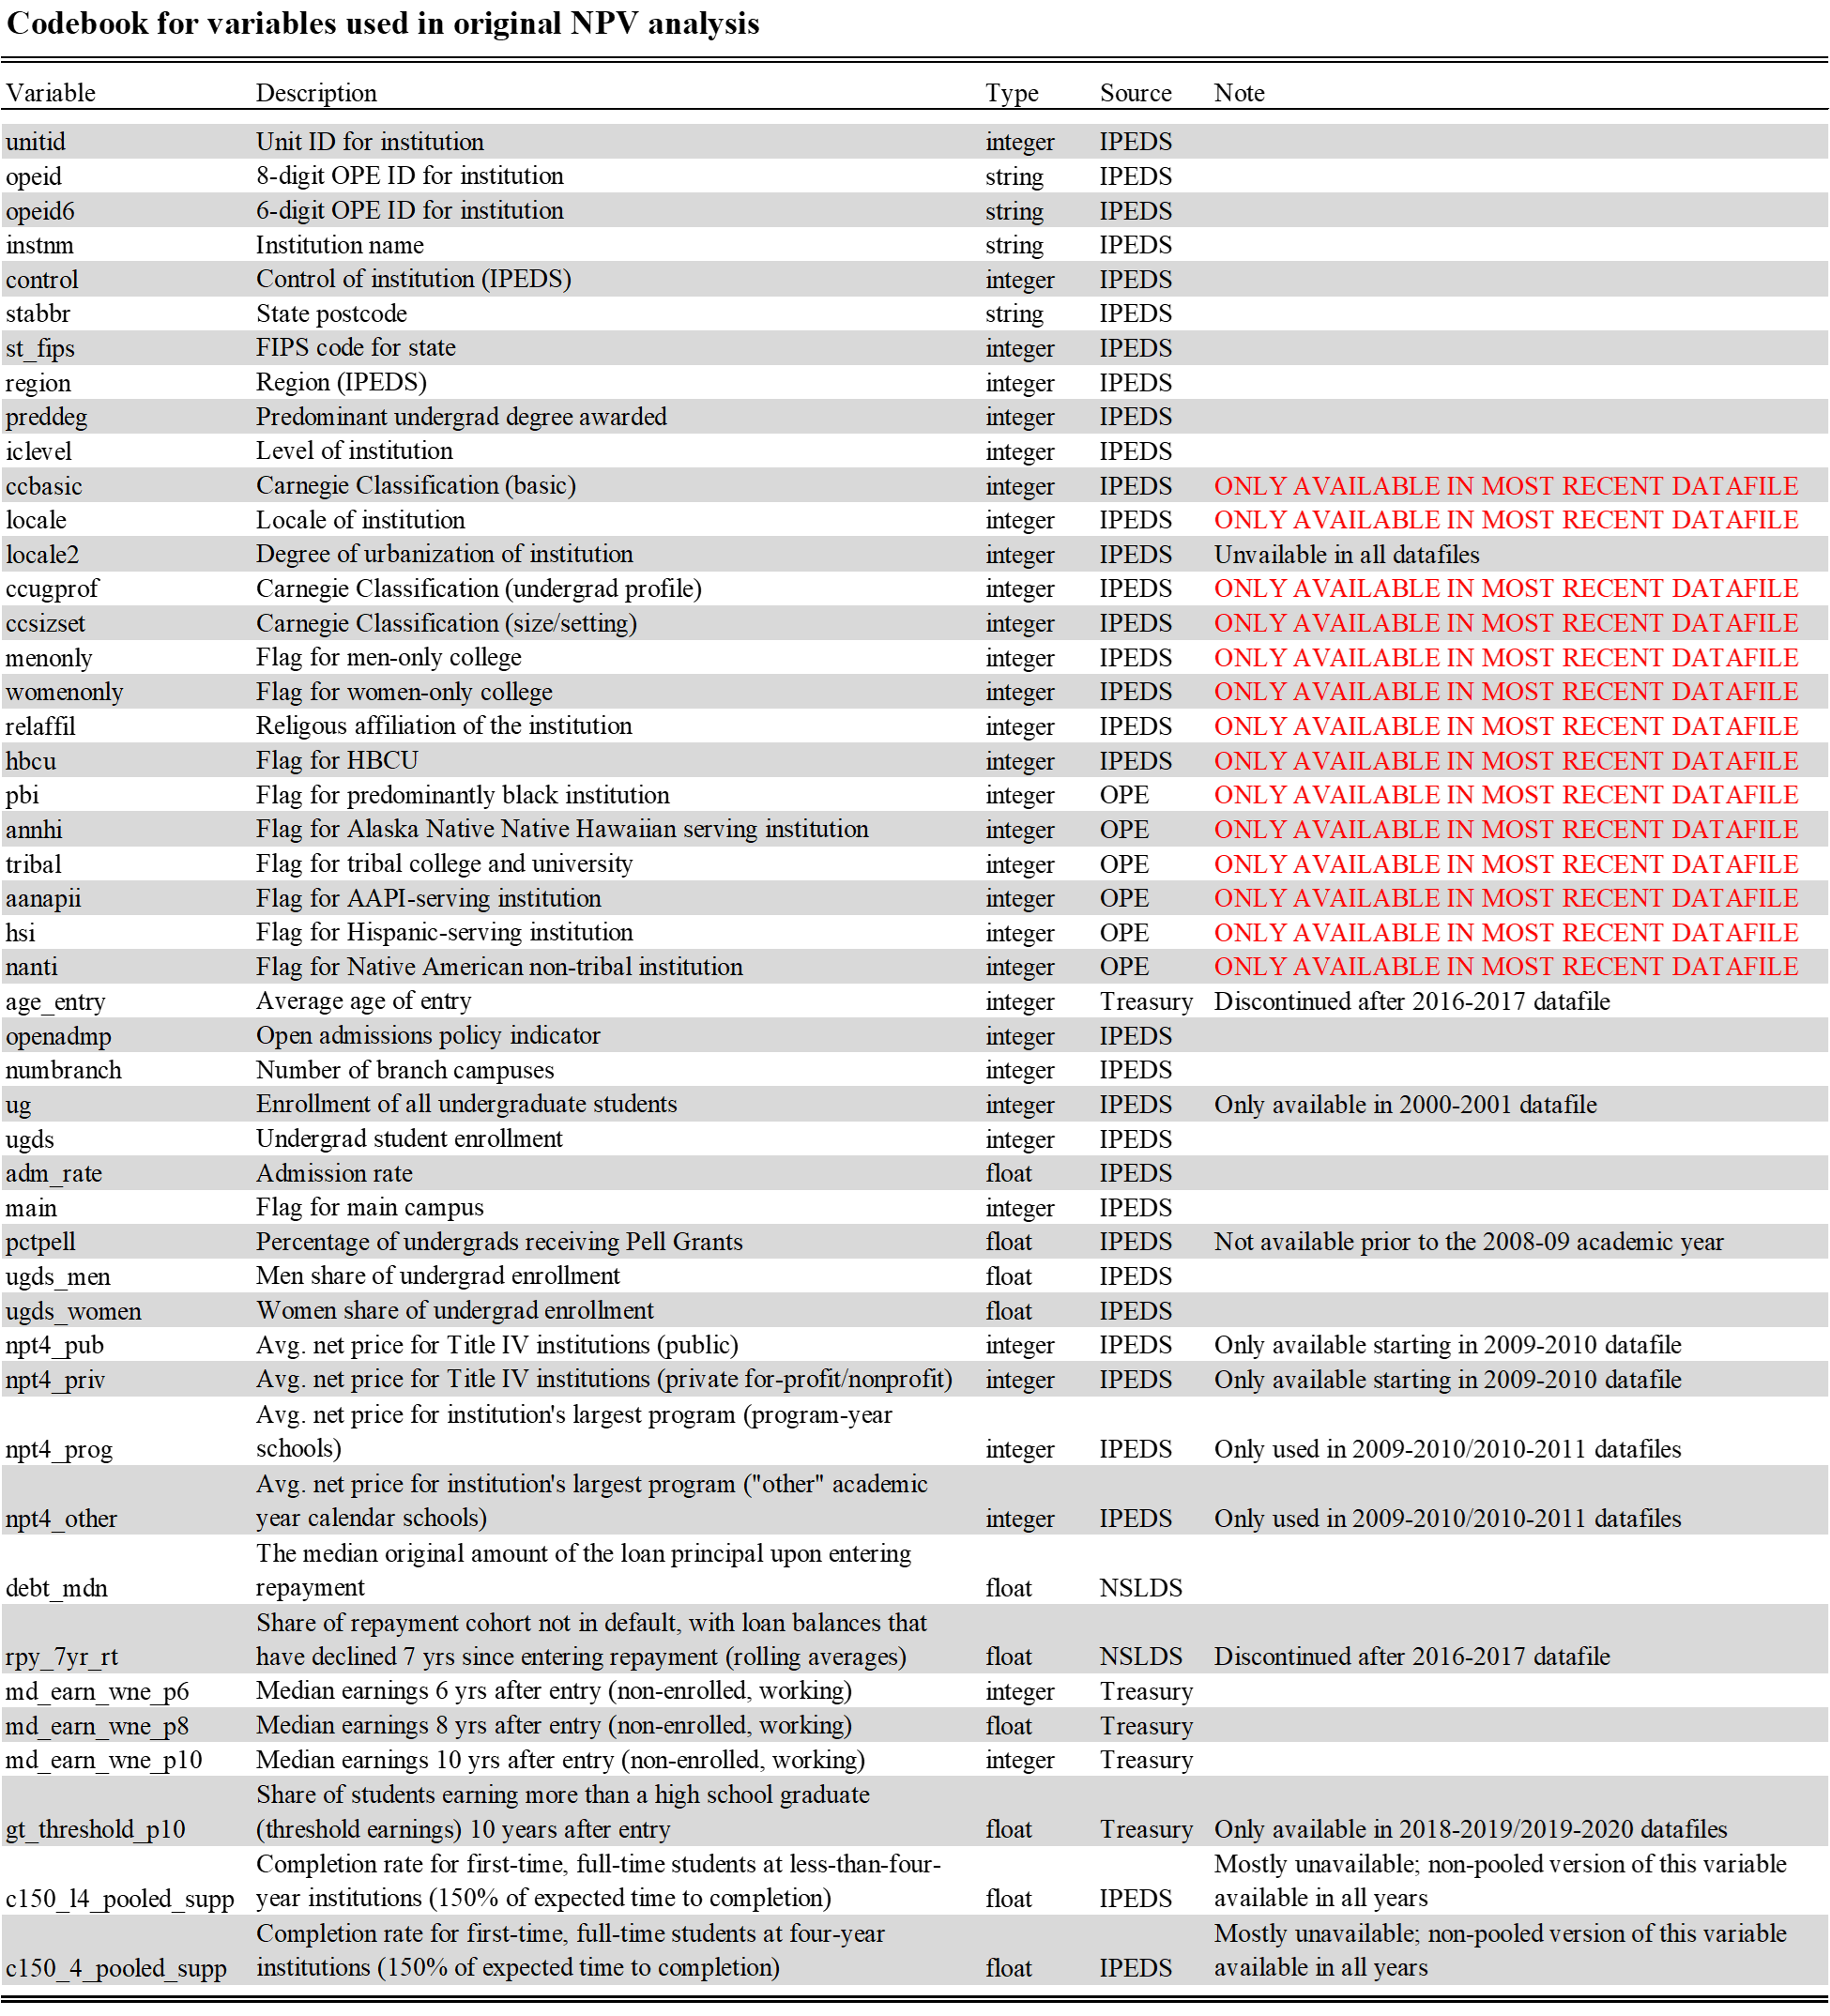 Codebook for variables used in original NPV analysis
Variable Description Type Source Note
unitid Unit ID for institution integer IPEDS
opeid 8-digit OPE ID for institution string IPEDS
opeid6 6-digit OPE ID for institution string IPEDS
instnm Institution name string IPEDS
control Control of institution (IPEDS) integer IPEDS
stabbr State postcode string IPEDS
st_fips FIPS code for state integer IPEDS
region Region (IPEDS) integer IPEDS
preddeg Predominant undergrad degree awarded integer IPEDS
iclevel Level of institution integer IPEDS
ccbasic Carnegie Classification (basic) integer IPEDS ONLY AVAILABLE IN MOST RECENT DATAFILE
locale Locale of institution integer IPEDS ONLY AVAILABLE IN MOST RECENT DATAFILE
locale2 Degree of urbanization of institution integer IPEDS Unvailable in all datafiles
ccugprof Carnegie Classification (undergrad profile) integer IPEDS ONLY AVAILABLE IN MOST RECENT DATAFILE
ccsizset Carnegie Classification (size/setting) integer IPEDS ONLY AVAILABLE IN MOST RECENT DATAFILE
menonly Flag for men-only college integer IPEDS ONLY AVAILABLE IN MOST RECENT DATAFILE
womenonly Flag for women-only college integer IPEDS ONLY AVAILABLE IN MOST RECENT DATAFILE
relaffil Religous affiliation of the institution integer IPEDS ONLY AVAILABLE IN MOST RECENT DATAFILE
hbcu Flag for HBCU integer IPEDS ONLY AVAILABLE IN MOST RECENT DATAFILE
pbi Flag for predominantly black institution integer OPE ONLY AVAILABLE IN MOST RECENT DATAFILE
annhi Flag for Alaska Native Native Hawaiian serving institution integer OPE ONLY AVAILABLE IN MOST RECENT DATAFILE
tribal Flag for tribal college and university integer OPE ONLY AVAILABLE IN MOST RECENT DATAFILE
aanapii Flag for AAPI-serving institution integer OPE ONLY AVAILABLE IN MOST RECENT DATAFILE
hsi Flag for Hispanic-serving institution integer OPE ONLY AVAILABLE IN MOST RECENT DATAFILE
nanti Flag for Native American non-tribal institution integer OPE ONLY AVAILABLE IN MOST RECENT DATAFILE
age_entry Average age of entry integer Treasury Discontinued after 2016-2017 datafile
openadmp Open admissions policy indicator integer IPEDS
numbranch Number of branch campuses integer IPEDS
ug Enrollment of all undergraduate students integer IPEDS Only available in 2000-2001 datafile
ugds Undergrad student enrollment integer IPEDS
adm_rate Admission rate float IPEDS
main Flag for main campus integer IPEDS
pctpell Percentage of undergrads receiving Pell Grants float IPEDS Not available prior to the 2008-09 academic year
ugds_men Men share of undergrad enrollment float IPEDS
ugds_women Women share of undergrad enrollment float IPEDS
npt4_pub Avg. net price for Title IV institutions (public) integer IPEDS Only available starting in 2009-2010 datafile
npt4_priv Avg. net price for Title IV institutions (private for-profit/nonprofit) integer IPEDS Only available starting in 2009-2010 datafile
Avg. net price for institution's largest program (program-year
npt4_prog schools) integer IPEDS Only used in 2009-2010/2010-2011 datafiles
Avg. net price for institution's largest program ("other" academic
npt4_other year calendar schools) integer IPEDS Only used in 2009-2010/2010-2011 datafiles
The median original amount of the loan principal upon entering
debt_mdn repayment float NSLDS
Share of repayment cohort not in default, with loan balances that
rpy_7yr_rt have declined 7 yrs since entering repayment (rolling averages) float NSLDS Discontinued after 2016-2017 datafile
md_earn_wne_p6 Median earnings 6 yrs after entry (non-enrolled, working) integer Treasury
md_earn_wne_p8 Median earnings 8 yrs after entry (non-enrolled, working) float Treasury
md_earn_wne_p10 Median earnings 10 yrs after entry (non-enrolled, working) integer Treasury
Share of students earning more than a high school graduate
gt_threshold_p10 (threshold earnings) 10 years after entry float Treasury Only available in 2018-2019/2019-2020 datafiles
Completion rate for first-time, full-time students at less-than-four- Mostly unavailable; non-pooled version of this variable
c150_l4_pooled_supp year institutions (150% of expected time to completion) float IPEDS available in all years
Completion rate for first-time, full-time students at four-year Mostly unavailable; non-pooled version of this variable
c150_4_pooled_supp institutions (150% of expected time to completion) float IPEDS available in all years